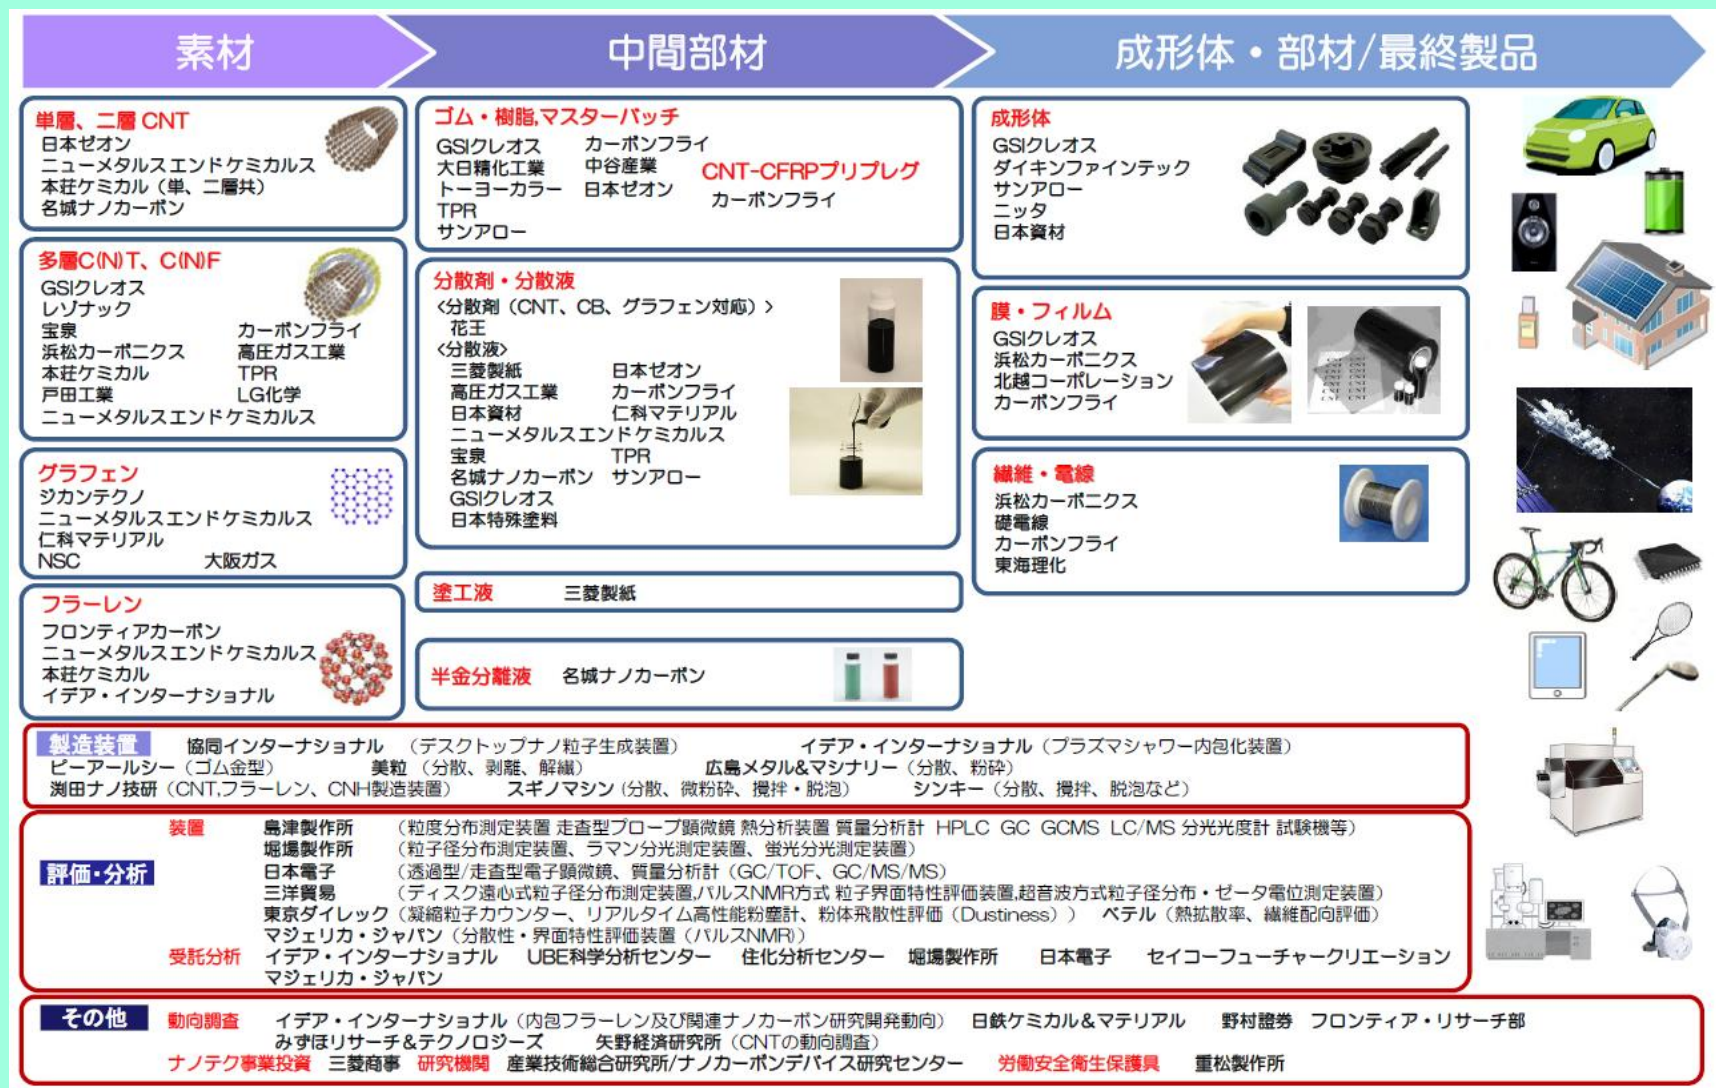 素材
中間部材
成形体・部材/最終製品
単層、二層 CNT
日本ゼオン
ニューメタルスエンドケミカルス
本荘ケミカル（単、二層共）
名城ナノカーボン
多層C(N)T、C(N)F
GSIクレオス
レゾナック
宝泉 カーボンフライ
浜松カーボニクス 高圧ガス工業
本荘ケミカル TPR
戸田工業 LG化学
ニューメタルスエンドケミカルス
グラフェン
ジカンテクノ
ニューメタルスエンドケミカルス
仁科マテリアル
NSC 大阪ガス
フラーレン
フロンティアカーボン
ニューメタルスエンドケミカルス
本荘ケミカル
イデア・インターナショナル
ゴム・樹脂,マスターバッチ
GSIクレオス カーボンフライ
大日精化工業 中谷産業
トーヨーカラー 日本ゼオン
TPR
サンアロー
CNT-CFRPプリプレグ
カーボンフライ
分散剤・分散液
<分散剤（CNT、CB、グラフェン対応）>
花王
<分散液>
三菱製紙 日本ゼオン
高圧ガス工業 カーボンフライ
日本資材 仁科マテリアル
ニューメタルスエンドケミカルス
宝泉 TPR
名城ナノカーボン サンアロー
GSIクレオス
日本特殊塗料
塗工液 三菱製紙
半金分離液 名城ナノカーボン
成形体
GSIクレオス
ダイキンファインテック
サンアロー
ニッタ
日本資材
膜・フィルム
GSIクレオス
浜松カーボニクス
北越コーポレーション
カーボンフライ
繊維・電線
浜松カーボニクス
礎電線
カーボンフライ
東海理化
製造装置 協同インターナショナル （デスクトップナノ粒子生成装置） イデア・インターナショナル（プラズマシャワー内包化装置）
ピーアールシー（ゴム金型） 美粒（分散、剥離、解繊） 広島メタル&マシナリー（分散、粉砕）
渕田ナノ技研（CNT,フラーレン、CNH製造装置） スギノマシン（分散、微粉砕、攪拌・脱泡） シンキー（分散、攪拌、脱泡など）
評価・分析
装置 島津製作所 （粒度分布測定装置 走査型プローブ顕微鏡 熱分析装置 質量分析計 HPLC GC GCMS LC/MS 分光光度計 試験機等）
堀場製作所 （粒子径分布測定装置、ラマン分光測定装置、蛍光分光測定装置）
日本電子 （透過型/走査型電子顕微鏡、質量分析計（GC/TOF、GC/MS/MS）
三洋貿易 （ディスク遠心式粒子径分布測定装置,パルスNMR方式 粒子界面特性評価装置,超音波方式粒子径分布・ゼータ電位測定装置）
東京ダイレック（凝縮粒子カウンター、リアルタイム高性能粉塵計、粉体飛散性評価（Dustiness）） ベテル（熱拡散率、繊維配向評価）
マジェリカ・ジャパン（分散性・界面特性評価装置（パルスNMR））
受託分析 イデア・インターナショナル UBE科学分析センター 住化分析センター 堀場製作所 日本電子 セイコーフューチャークリエーション
マジェリカ・ジャパン
その他 動向調査 イデア・インターナショナル（内包フラーレン及び関連ナノカーボン研究開発動向） 日鉄ケミカル&マテリアル 野村證券 フロンティア・リサーチ部
みずほリサーチ&テクノロジーズ 矢野経済研究所（CNTの動向調査）
ナノテク事業投資 三菱商事 研究機関 産業技術総合研究所/ナノカーボンデバイス研究センター 労働安全衛生保護具 重松製作所